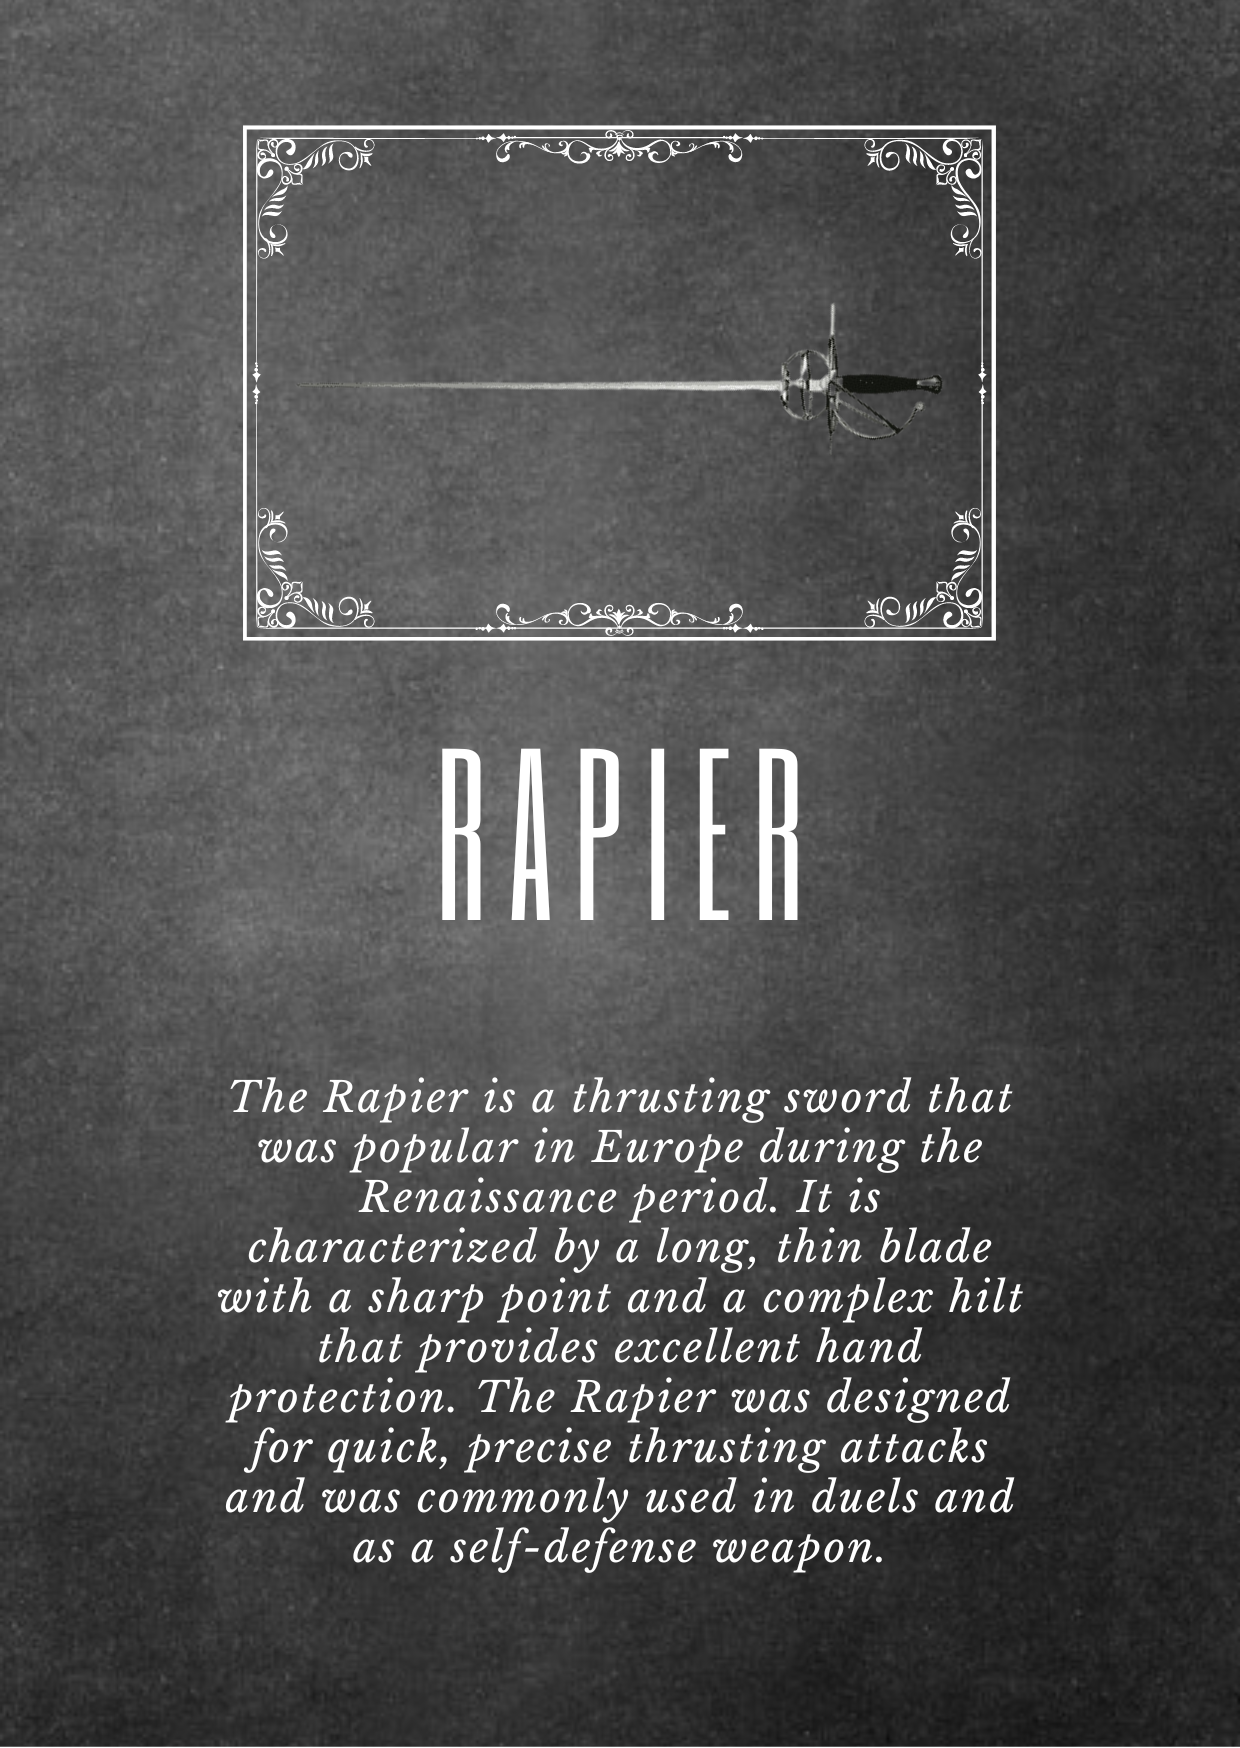 RAPIER
The Rapier is a thrusting sword that
was popular in Europe during the
Renaissance period. It is
characterized by a long, thin blade
with a sharp point and a complex hilt
that provides excellent hand
protection. The Rapier was designed
for quick, precise thrusting attacks
and was commonly used in duels and
as a self-defense weapon.